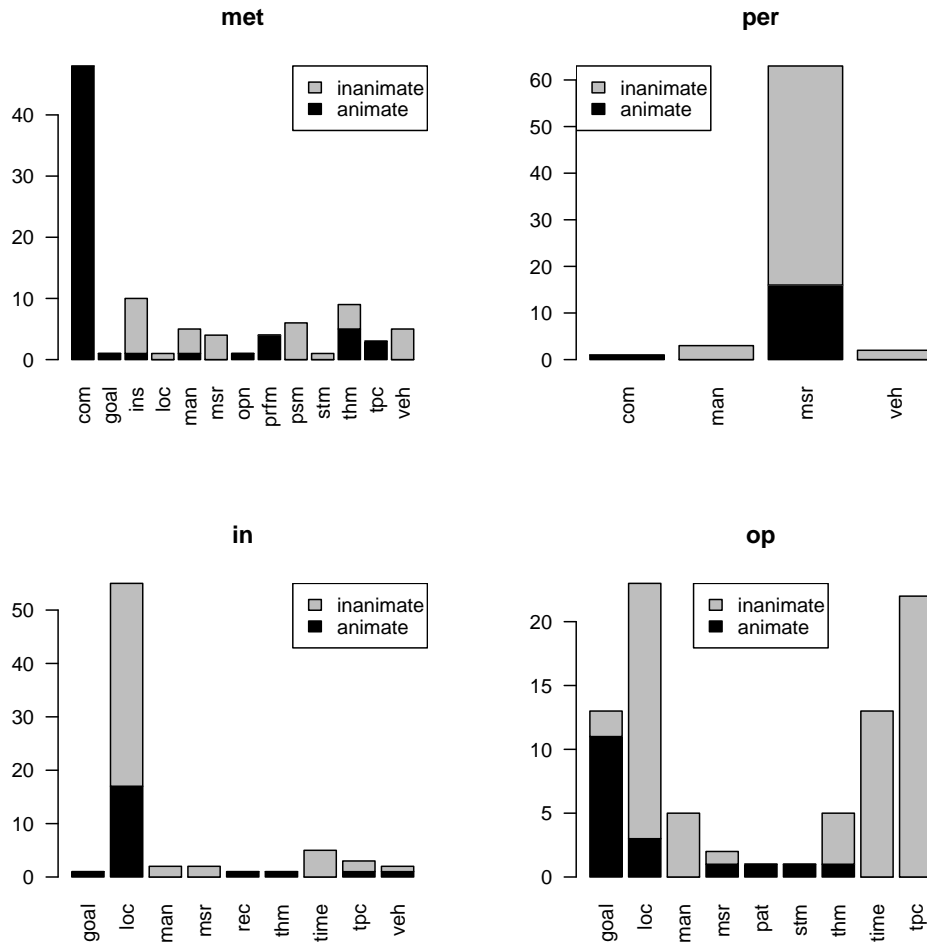 met
inanimate
animate
40
30
20
10
0
com
goal
ins
loc
man
msr
opn
prfm
psm
stm
thm
tpc
veh
per
inanimate
animate
60
50
40
30
20
10
0
com
man
msr
veh
in
inanimate
animate
50
40
30
20
10
0
goal
loc
man
msr
rec
thm
time
tpc
veh
op
inanimate
animate
20
15
10
5
0
goal
loc
man
msr
pat
stm
thm
time
tpc